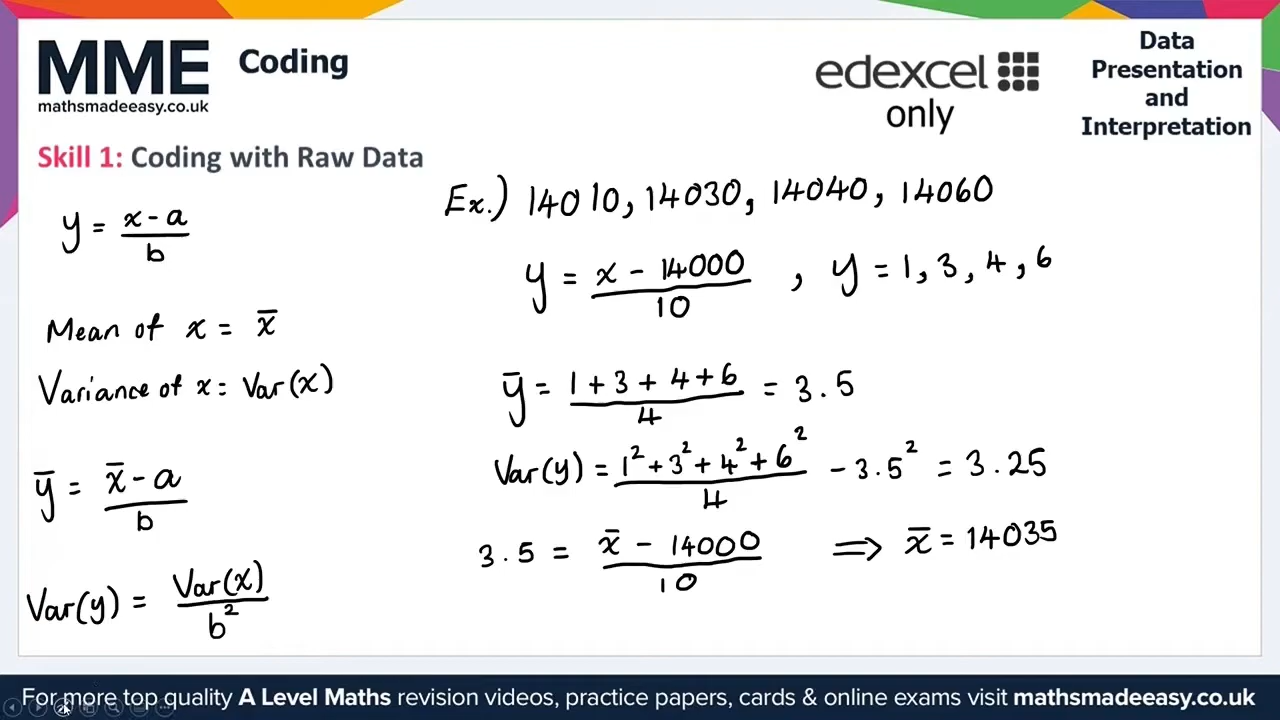 MME
mathsmadeeasy.co.uk
Coding
edexcel
only
Data
Presentation
and
Interpretation
Skill 1: Coding with Raw Data
y = (x - a)/b
Mean of x = x̄
Variance of x = Var(x)
ȳ = (x̄ - a)/b
Var(y) = Var(x)/b²
Ex.) 14010, 14030, 14040, 14060
y = (x - 14000)/10 , y = 1, 3, 4, 6
ȳ = (1 + 3 + 4 + 6)/4 = 3.5
Var(y) = (1² + 3² + 4² + 6²)/4 - 3.5² = 3.25
3.5 = (x̄ - 14000)/10 ⟹ x̄ = 14035
For more top quality A Level Maths revision videos, practice papers, cards & online exams visit mathsmadeeasy.co.uk